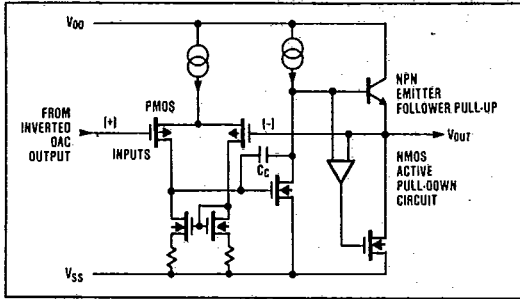 VDD
NPN
EMITTER
FOLLOWER PULL-UP
PMOS
(+)
(-)
FROM
INVERTED
DAC
OUTPUT
INPUTS
CC
VOUT
NMOS
ACTIVE
PULL-DOWN
CIRCUIT
VSS